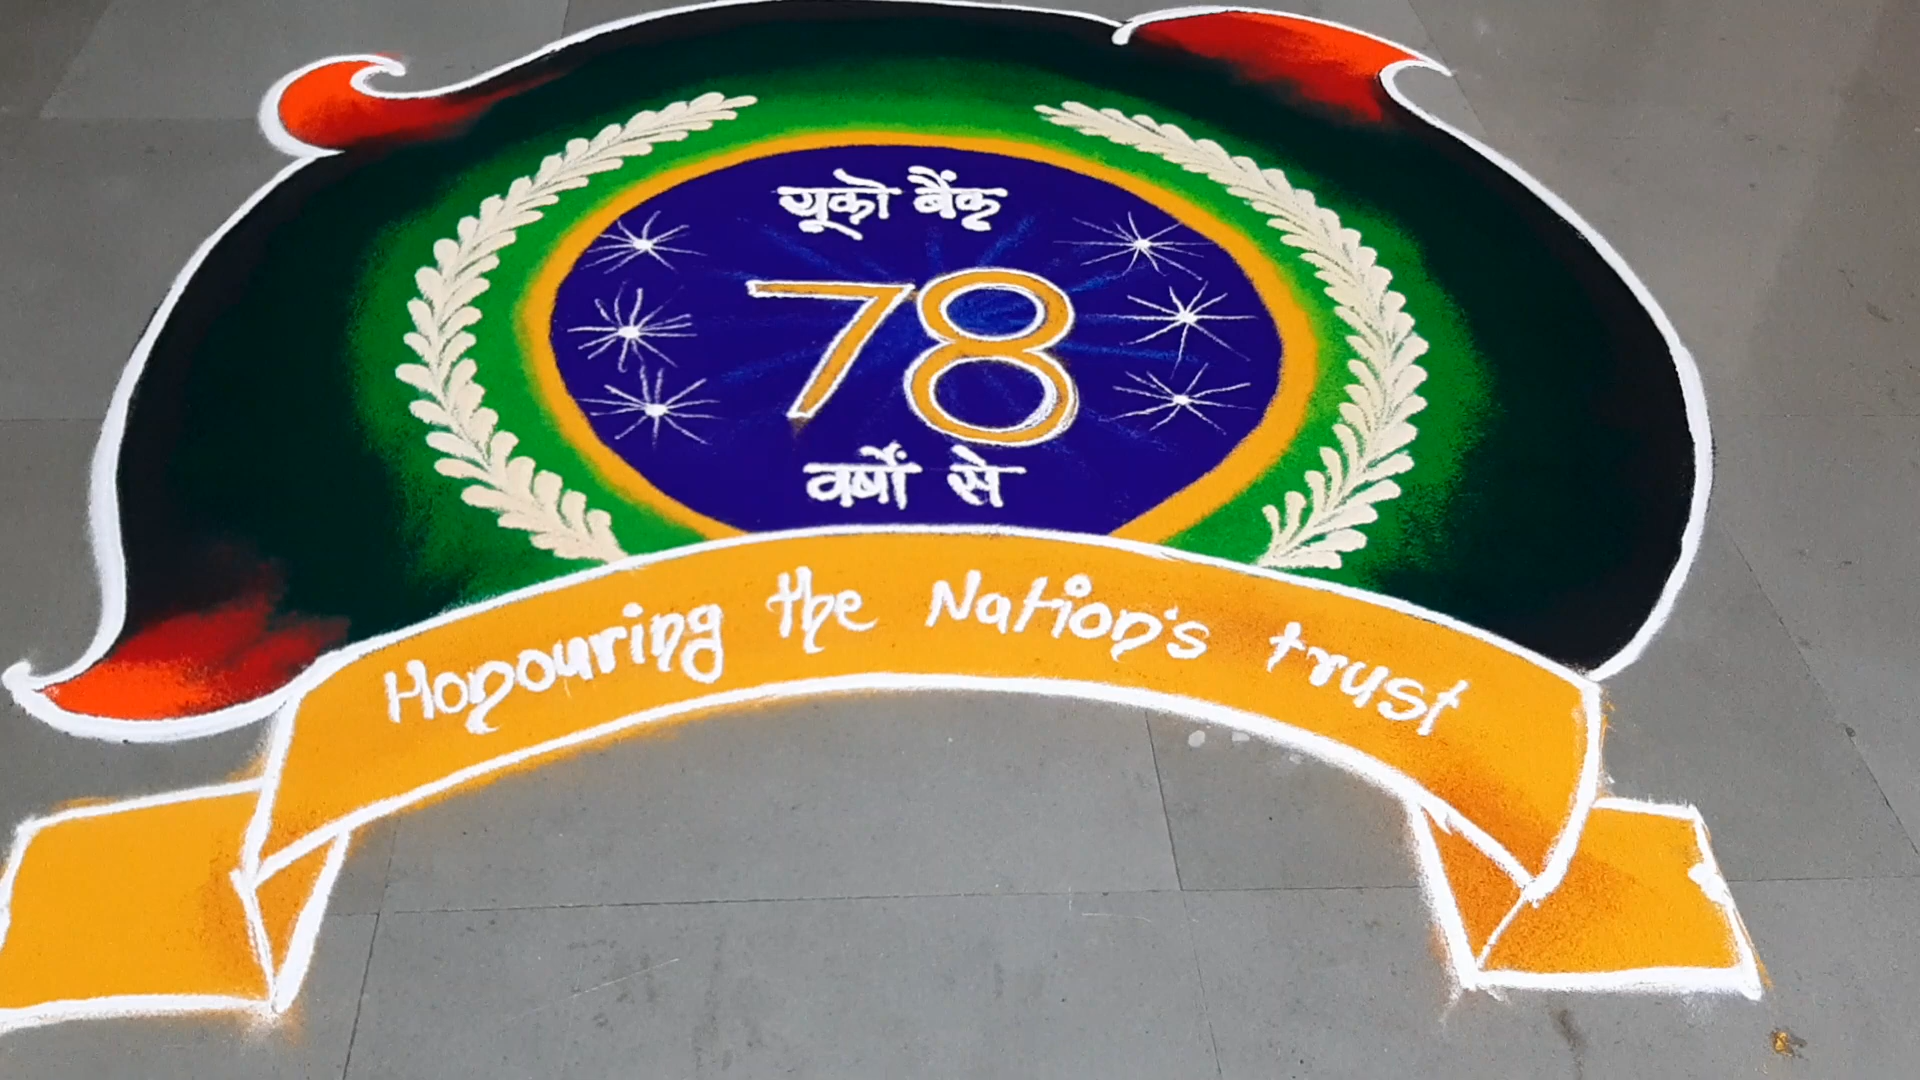 यूको बैंक
78
वर्षों से
Honouring the Nation's trust